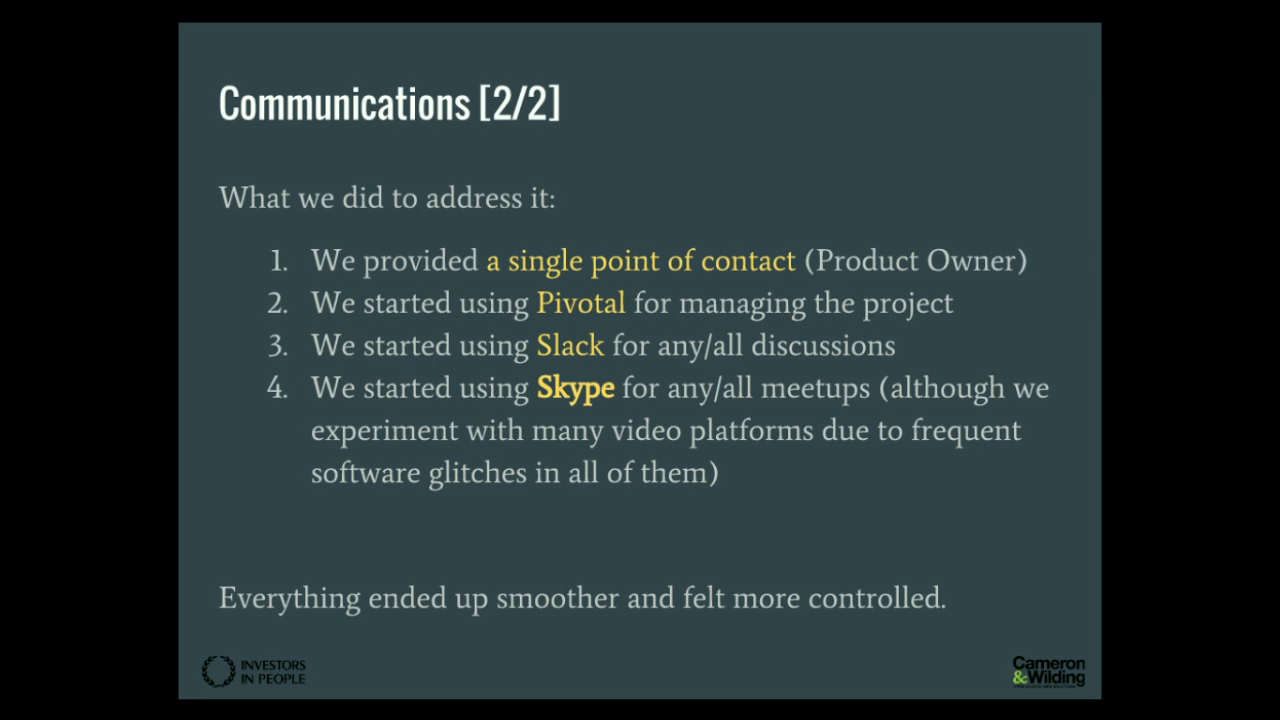 Communications [2/2]
What we did to address it:
1. We provided a single point of contact (Product Owner)
2. We started using Pivotal for managing the project
3. We started using Slack for any/all discussions
4. We started using Skype for any/all meetups (although we
experiment with many video platforms due to frequent
software glitches in all of them)
Everything ended up smoother and felt more controlled.
INVESTORS
IN PEOPLE
Cameron
&Wilding